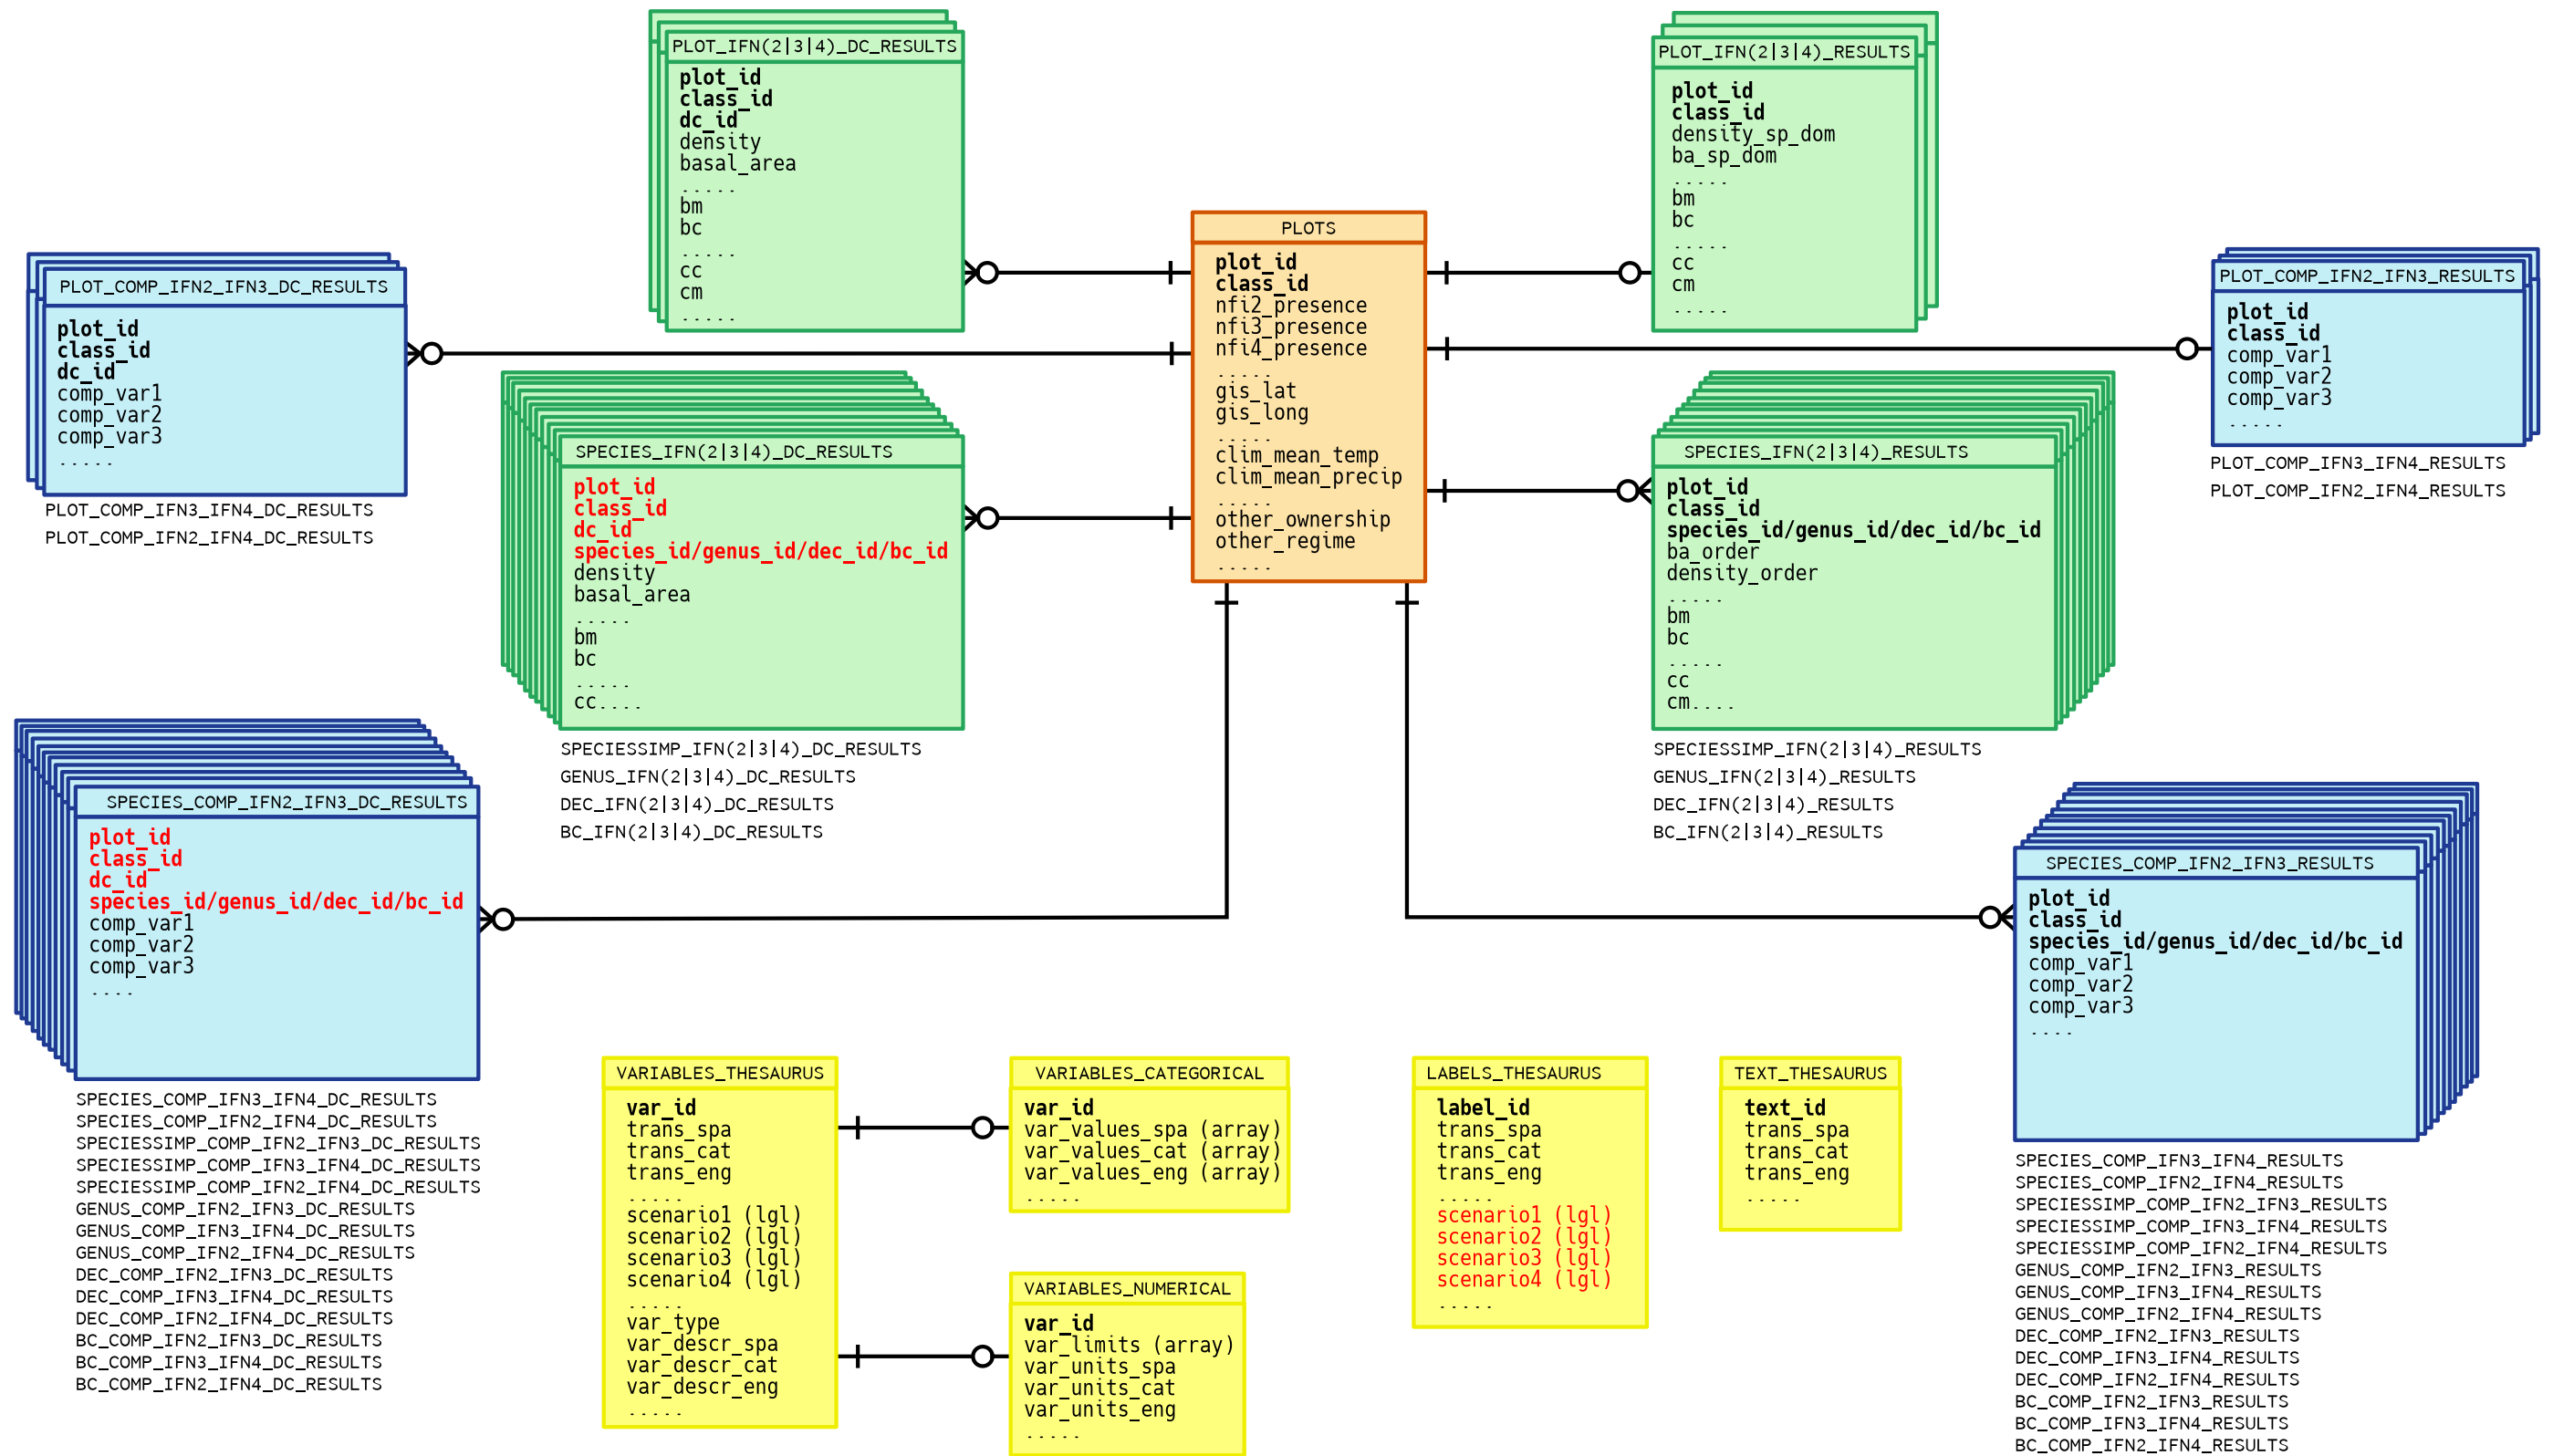 PLOT_IFN(2|3|4)_DC_RESULTS
plot_id
class_id
dc_id
density
basal_area
.....
bm
bc
.....
cc
cm
.....
PLOT_IFN(2|3|4)_RESULTS
plot_id
class_id
density_sp_dom
ba_sp_dom
.....
bm
bc
.....
cc
cm
.....
PLOTS
plot_id
class_id
nfi2_presence
nfi3_presence
nfi4_presence
.....
gis_lat
gis_long
.....
clim_mean_temp
clim_mean_precip
.....
other_ownership
other_regime
.....
PLOT_COMP_IFN2_IFN3_DC_RESULTS
plot_id
class_id
dc_id
comp_var1
comp_var2
comp_var3
.....
PLOT_COMP_IFN3_IFN4_DC_RESULTS
PLOT_COMP_IFN2_IFN4_DC_RESULTS
PLOT_COMP_IFN2_IFN3_RESULTS
plot_id
class_id
comp_var1
comp_var2
comp_var3
.....
PLOT_COMP_IFN3_IFN4_RESULTS
PLOT_COMP_IFN2_IFN4_RESULTS
SPECIES_IFN(2|3|4)_DC_RESULTS
plot_id
class_id
dc_id
species_id/genus_id/dec_id/bc_id
density
basal_area
.....
bm
bc
.....
cc....
SPECIESSIMP_IFN(2|3|4)_DC_RESULTS
GENUS_IFN(2|3|4)_DC_RESULTS
DEC_IFN(2|3|4)_DC_RESULTS
BC_IFN(2|3|4)_DC_RESULTS
SPECIES_IFN(2|3|4)_RESULTS
plot_id
class_id
species_id/genus_id/dec_id/bc_id
ba_order
density_order
.....
bm
bc
.....
cc
cm....
SPECIESSIMP_IFN(2|3|4)_RESULTS
GENUS_IFN(2|3|4)_RESULTS
DEC_IFN(2|3|4)_RESULTS
BC_IFN(2|3|4)_RESULTS
SPECIES_COMP_IFN2_IFN3_DC_RESULTS
plot_id
class_id
dc_id
species_id/genus_id/dec_id/bc_id
comp_var1
comp_var2
comp_var3
....
SPECIES_COMP_IFN3_IFN4_DC_RESULTS
SPECIES_COMP_IFN2_IFN4_DC_RESULTS
SPECIESSIMP_COMP_IFN2_IFN3_DC_RESULTS
SPECIESSIMP_COMP_IFN3_IFN4_DC_RESULTS
SPECIESSIMP_COMP_IFN2_IFN4_DC_RESULTS
GENUS_COMP_IFN2_IFN3_DC_RESULTS
GENUS_COMP_IFN3_IFN4_DC_RESULTS
GENUS_COMP_IFN2_IFN4_DC_RESULTS
DEC_COMP_IFN2_IFN3_DC_RESULTS
DEC_COMP_IFN3_IFN4_DC_RESULTS
DEC_COMP_IFN2_IFN4_DC_RESULTS
BC_COMP_IFN2_IFN3_DC_RESULTS
BC_COMP_IFN3_IFN4_DC_RESULTS
BC_COMP_IFN2_IFN4_DC_RESULTS
SPECIES_COMP_IFN2_IFN3_RESULTS
plot_id
class_id
species_id/genus_id/dec_id/bc_id
comp_var1
comp_var2
comp_var3
....
SPECIES_COMP_IFN3_IFN4_RESULTS
SPECIES_COMP_IFN2_IFN4_RESULTS
SPECIESSIMP_COMP_IFN2_IFN3_RESULTS
SPECIESSIMP_COMP_IFN3_IFN4_RESULTS
SPECIESSIMP_COMP_IFN2_IFN4_RESULTS
GENUS_COMP_IFN2_IFN3_RESULTS
GENUS_COMP_IFN3_IFN4_RESULTS
GENUS_COMP_IFN2_IFN4_RESULTS
DEC_COMP_IFN2_IFN3_RESULTS
DEC_COMP_IFN3_IFN4_RESULTS
DEC_COMP_IFN2_IFN4_RESULTS
BC_COMP_IFN2_IFN3_RESULTS
BC_COMP_IFN3_IFN4_RESULTS
BC_COMP_IFN2_IFN4_RESULTS
VARIABLES_THESAURUS
var_id
trans_spa
trans_cat
trans_eng
.....
scenario1 (lgl)
scenario2 (lgl)
scenario3 (lgl)
scenario4 (lgl)
.....
var_type
var_descr_spa
var_descr_cat
var_descr_eng
.....
VARIABLES_CATEGORICAL
var_id
var_values_spa (array)
var_values_cat (array)
var_values_eng (array)
.....
VARIABLES_NUMERICAL
var_id
var_limits (array)
var_units_spa
var_units_cat
var_units_eng
.....
LABELS_THESAURUS
label_id
trans_spa
trans_cat
trans_eng
.....
scenario1 (lgl)
scenario2 (lgl)
scenario3 (lgl)
scenario4 (lgl)
.....
TEXT_THESAURUS
text_id
trans_spa
trans_cat
trans_eng
.....